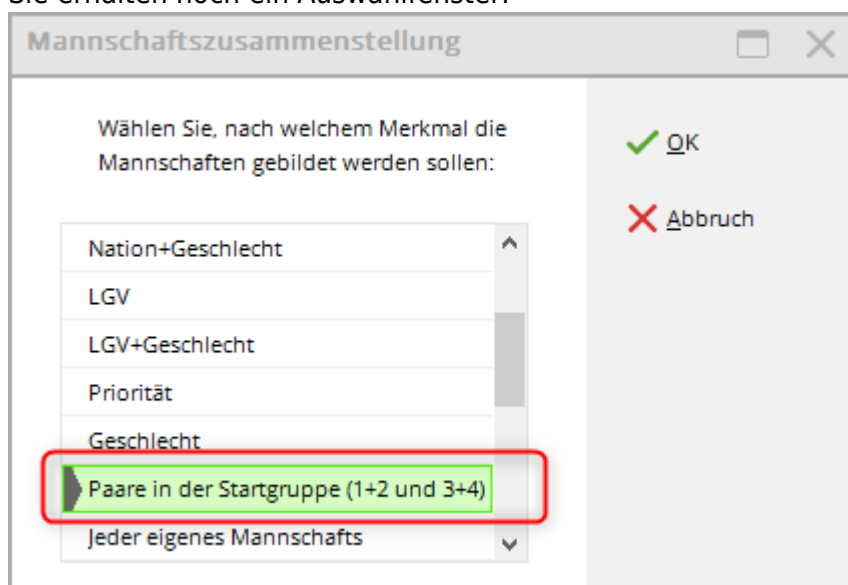 Sie erhalten noch ein Auswahlfenster:
Mannschaftszusammenstellung
Wählen Sie, nach welchem Merkmal die
Mannschaften gebildet werden sollen:
OK
Abbruch
Nation+Geschlecht
LGV
LGV+Geschlecht
Priorität
Geschlecht
Paare in der Startgruppe (1+2 und 3+4)
Jeder eigenes Mannschafts